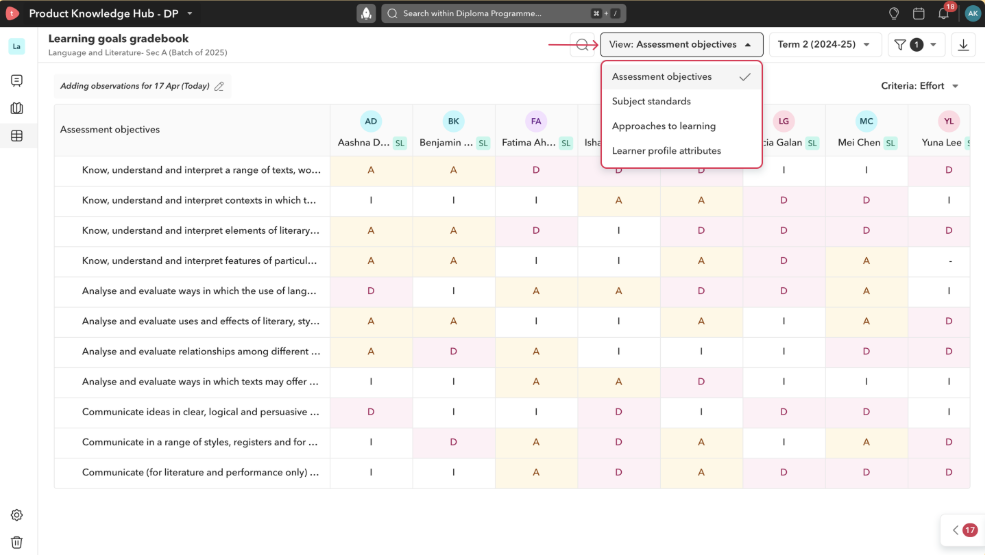 1 Product Knowledge Hub - DP
Search within Diploma Programme... ⌘ + /
18
AK
La
Learning goals gradebook
Language and Literature- Sec A (Batch of 2025)
View: Assessment objectives
Term 2 (2024-25)
1
Assessment objectives
Subject standards
Approaches to learning
Learner profile attributes
Adding observations for 17 Apr (Today)
Criteria: Effort
Assessment objectives
AD BK FA LG MC YL
Aashna D... SL Benjamin ... SL Fatima Ah... SL Isha cia Galan SL Mei Chen SL Yuna Lee
Know, understand and interpret a range of texts, wo... A A D D D I I D
Know, understand and interpret contexts in which t... I I I A A D D I
Know, understand and interpret elements of literary... A A D I D D D D
Know, understand and interpret features of particul... A A I I A D A -
Analyse and evaluate ways in which the use of lang... D I A A D D A I
Analyse and evaluate uses and effects of literary, sty... A A I I A I A D
Analyse and evaluate relationships among different ... A D A I I I D D
Analyse and evaluate ways in which texts may offer ... I I A A D I I I
Communicate ideas in clear, logical and persuasive ... D I I D I D D I
Communicate in a range of styles, registers and for ... I D A D A I A D
Communicate (for literature and performance only) ... I I A D A D D D
17